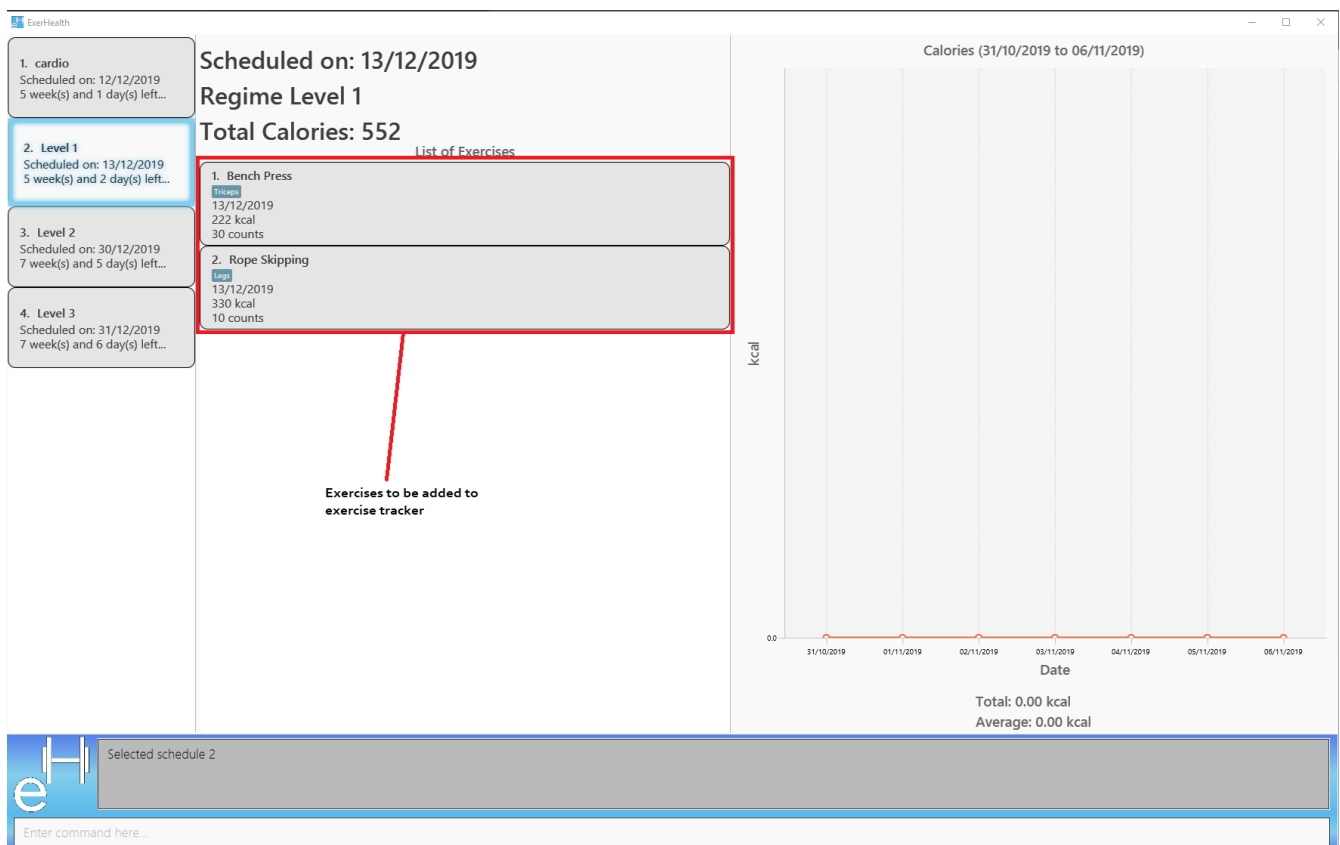 ExerHealth
1. cardio
Scheduled on: 12/12/2019
5 week(s) and 1 day(s) left...
2. Level 1
Scheduled on: 13/12/2019
5 week(s) and 2 day(s) left...
3. Level 2
Scheduled on: 30/12/2019
7 week(s) and 5 day(s) left...
4. Level 3
Scheduled on: 31/12/2019
7 week(s) and 6 day(s) left...
Scheduled on: 13/12/2019
Regime Level 1
Total Calories: 552
List of Exercises
1. Bench Press
Triceps
13/12/2019
222 kcal
30 counts
2. Rope Skipping
Legs
13/12/2019
330 kcal
10 counts
Exercises to be added to
exercise tracker
Calories (31/10/2019 to 06/11/2019)
kcal
0.0
31/10/2019 01/11/2019 02/11/2019 03/11/2019 04/11/2019 05/11/2019 06/11/2019
Date
Total: 0.00 kcal
Average: 0.00 kcal
eH
Selected schedule 2
Enter command here...